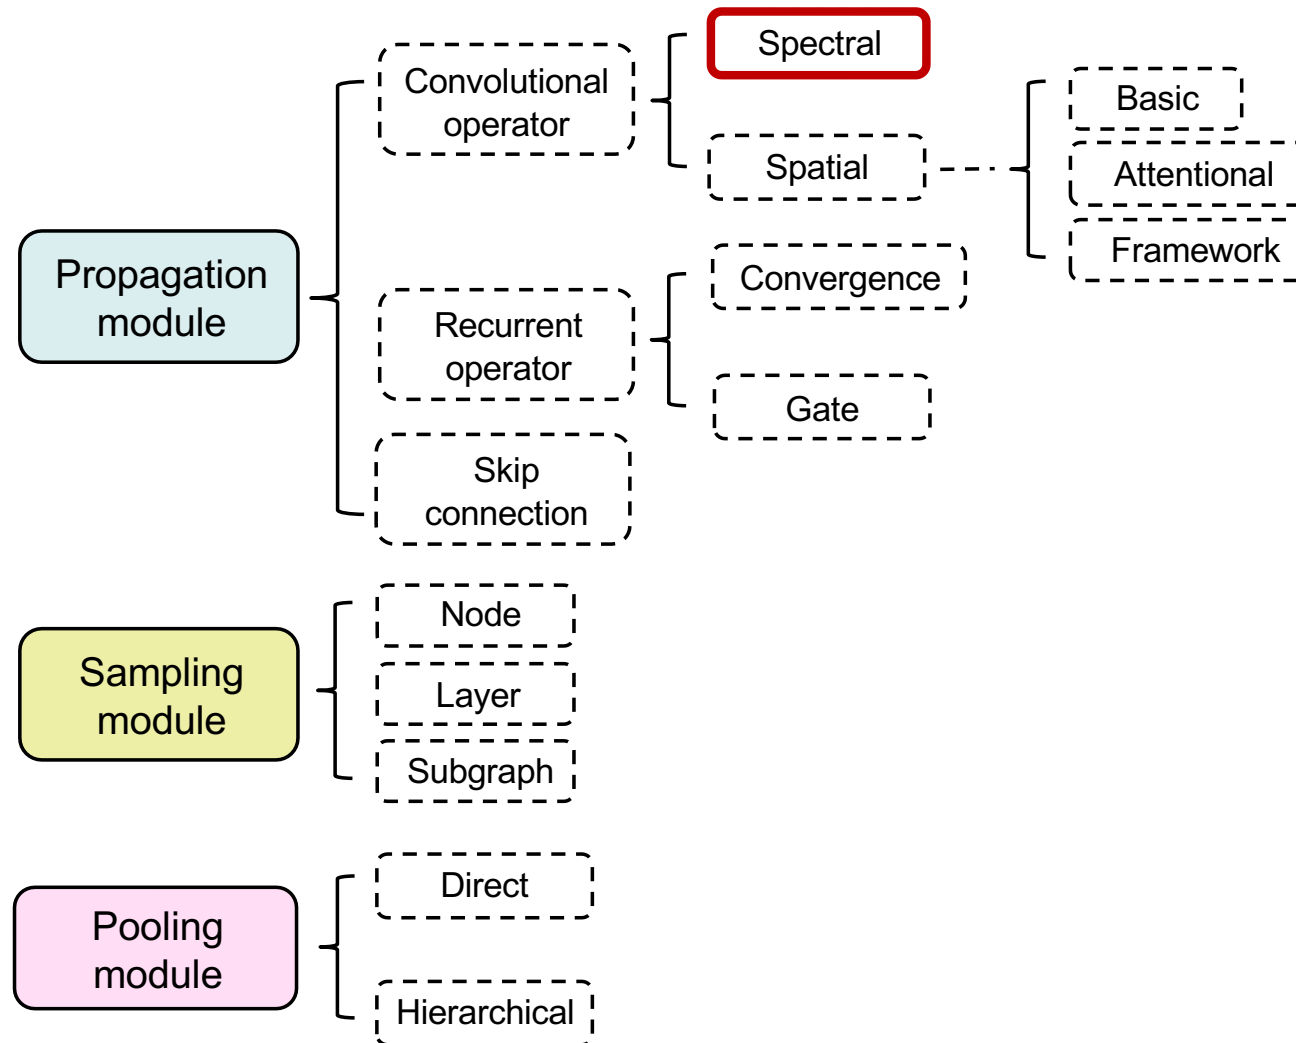 Propagation
module
Convolutional
operator
Spectral
Spatial
Basic
Attentional
Framework
Recurrent
operator
Convergence
Gate
Skip
connection
Sampling
module
Node
Layer
Subgraph
Pooling
module
Direct
Hierarchical